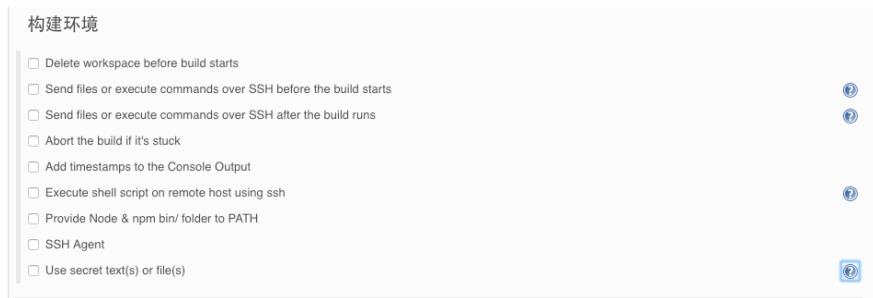 构建环境
Delete workspace before build starts
Send files or execute commands over SSH before the build starts
Send files or execute commands over SSH after the build runs
Abort the build if it's stuck
Add timestamps to the Console Output
Execute shell script on remote host using ssh
Provide Node & npm bin/ folder to PATH
SSH Agent
Use secret text(s) or file(s)